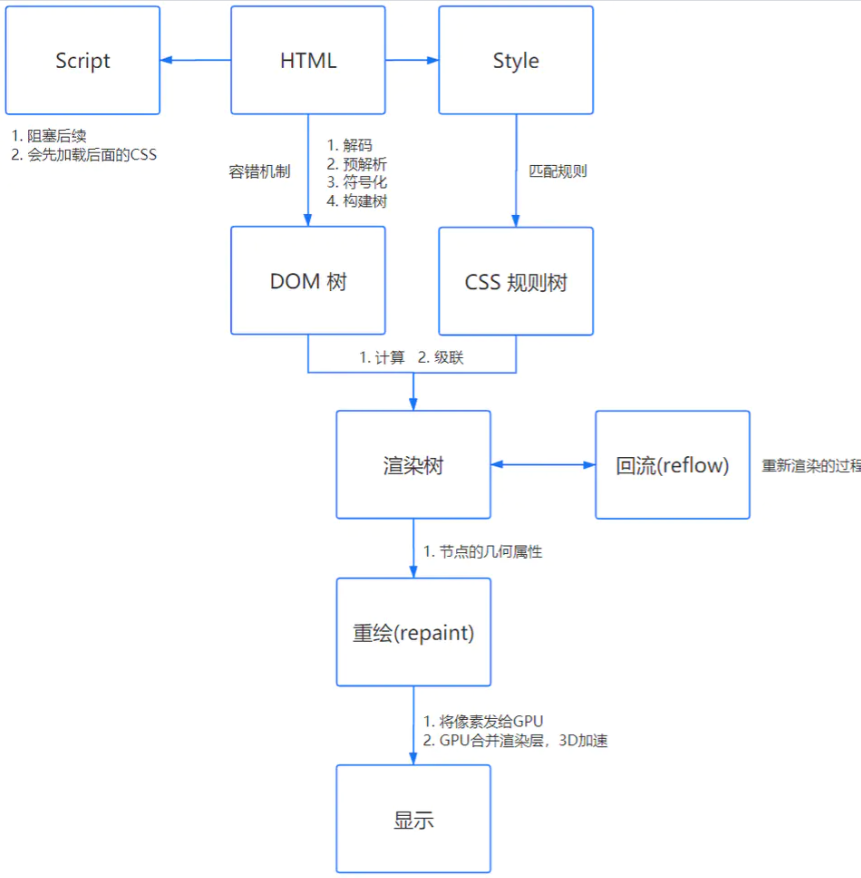 Script
HTML
Style
1. 阻塞后续
2. 会先加载后面的CSS
容错机制
1. 解码
2. 预解析
3. 符号化
4. 构建树
匹配规则
DOM 树
CSS 规则树
1. 计算 2. 级联
渲染树
回流(reflow)
重新渲染的过程
1. 节点的几何属性
重绘(repaint)
1. 将像素发给GPU
2. GPU合并渲染层，3D加速
显示